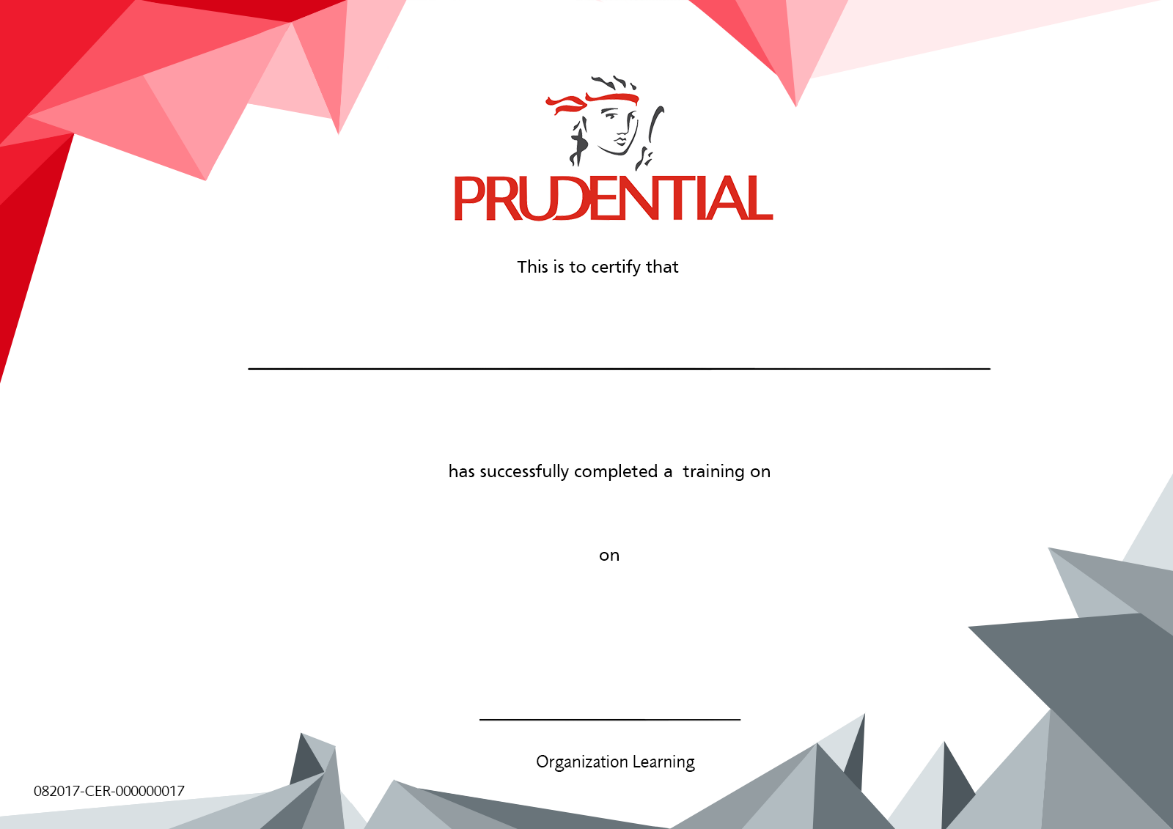 PRUDENTIAL
This is to certify that
has successfully completed a  training on
on
Organization Learning
082017-CER-000000017